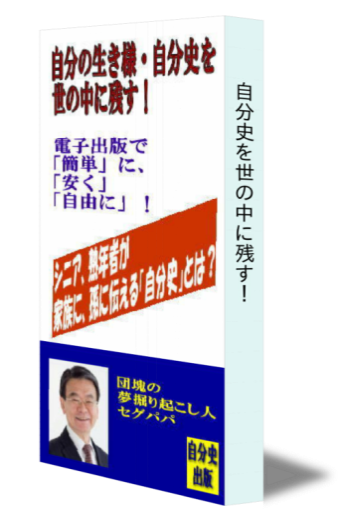 自分の生き様・自分史を
世の中に残す！
電子出版で
「簡単」に、
「安く」
「自由に」！
シニア、熟年者が
家族に、孫に伝える「自分史」とは？
団塊の
夢掘り起こし人
セグパパ
自分史
出版
自分史を世の中に残す！